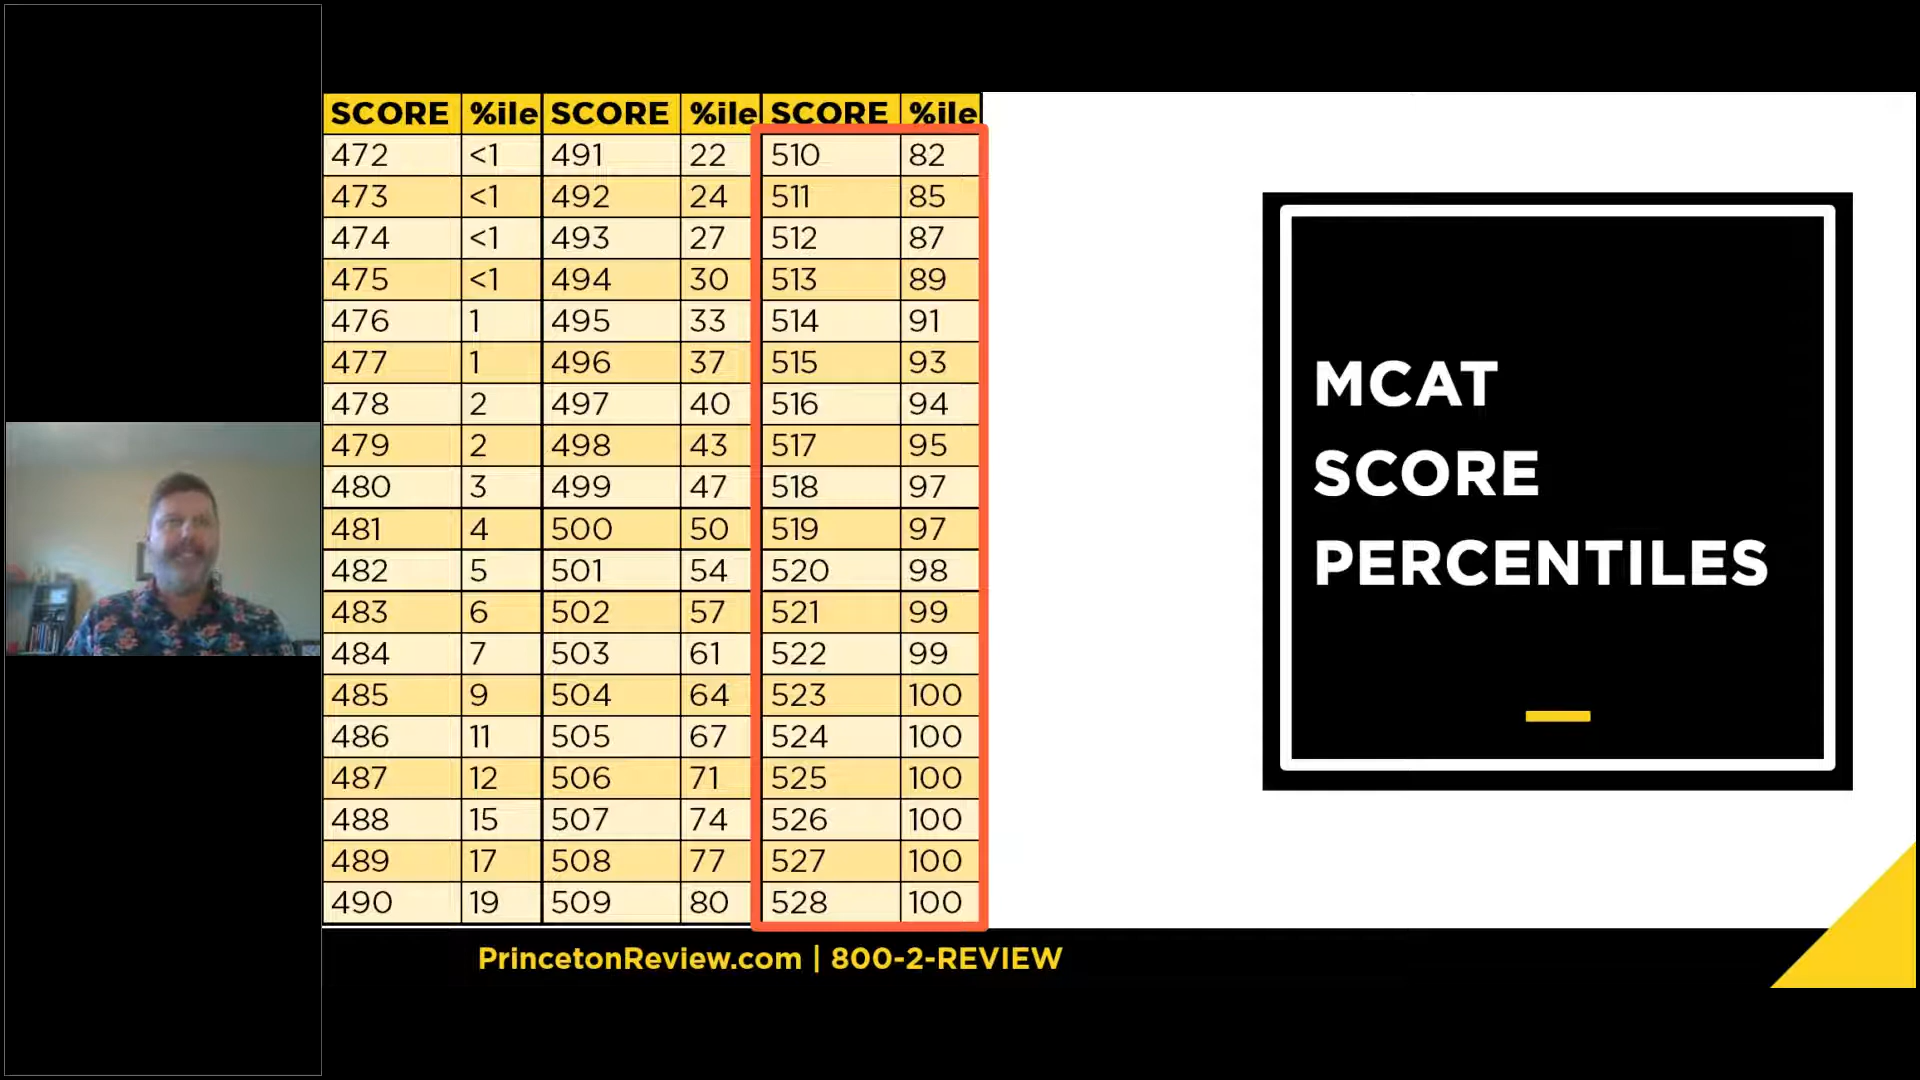 SCORE %ile SCORE %ile SCORE %ile
472 <1 491 22 510 82
473 <1 492 24 511 85
474 <1 493 27 512 87
475 <1 494 30 513 89
476 1 495 33 514 91
477 1 496 37 515 93
478 2 497 40 516 94
479 2 498 43 517 95
480 3 499 47 518 97
481 4 500 50 519 97
482 5 501 54 520 98
483 6 502 57 521 99
484 7 503 61 522 99
485 9 504 64 523 100
486 11 505 67 524 100
487 12 506 71 525 100
488 15 507 74 526 100
489 17 508 77 527 100
490 19 509 80 528 100
MCAT
SCORE
PERCENTILES
PrincetonReview.com | 800-2-REVIEW